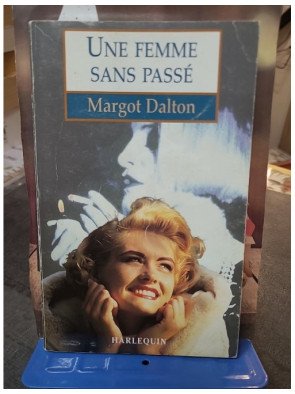 UNE FEMME
SANS PASSÉ
Margot Dalton
HARLEQUIN